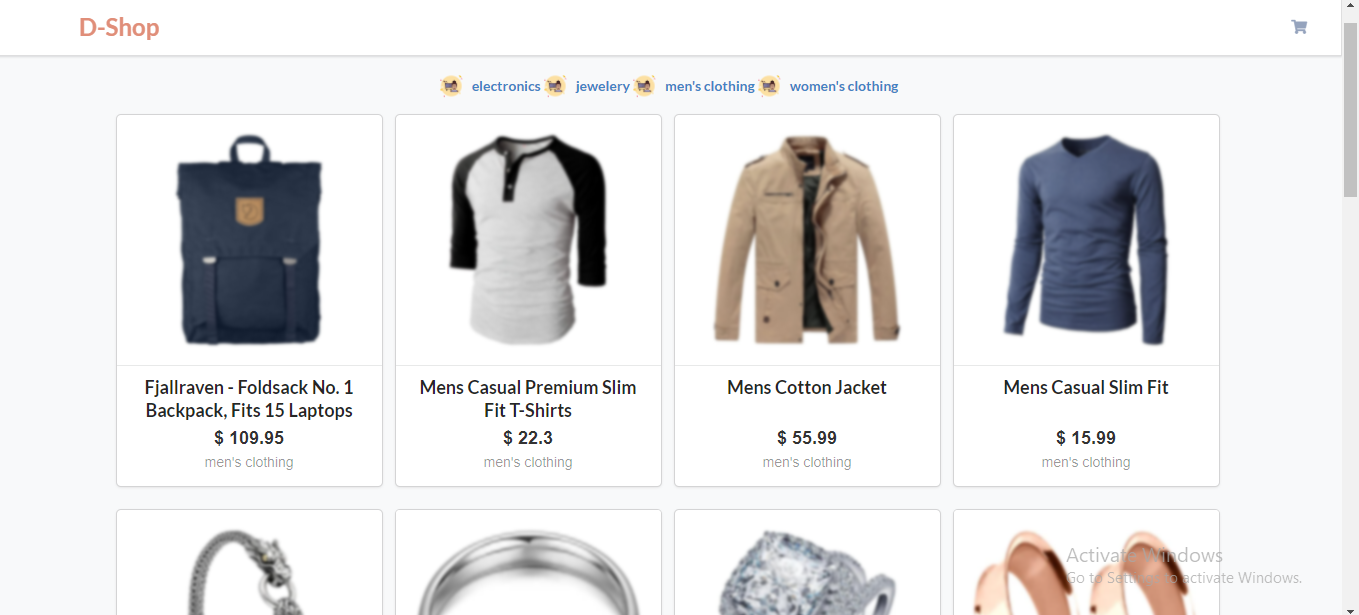 D-Shop
electronics jewelery men's clothing women's clothing
Fjallraven - Foldsack No. 1
Backpack, Fits 15 Laptops
$ 109.95
men's clothing
Mens Casual Premium Slim
Fit T-Shirts
$ 22.3
men's clothing
Mens Cotton Jacket
$ 55.99
men's clothing
Mens Casual Slim Fit
$ 15.99
men's clothing
Activate Windows
Go to Settings to activate Windows.